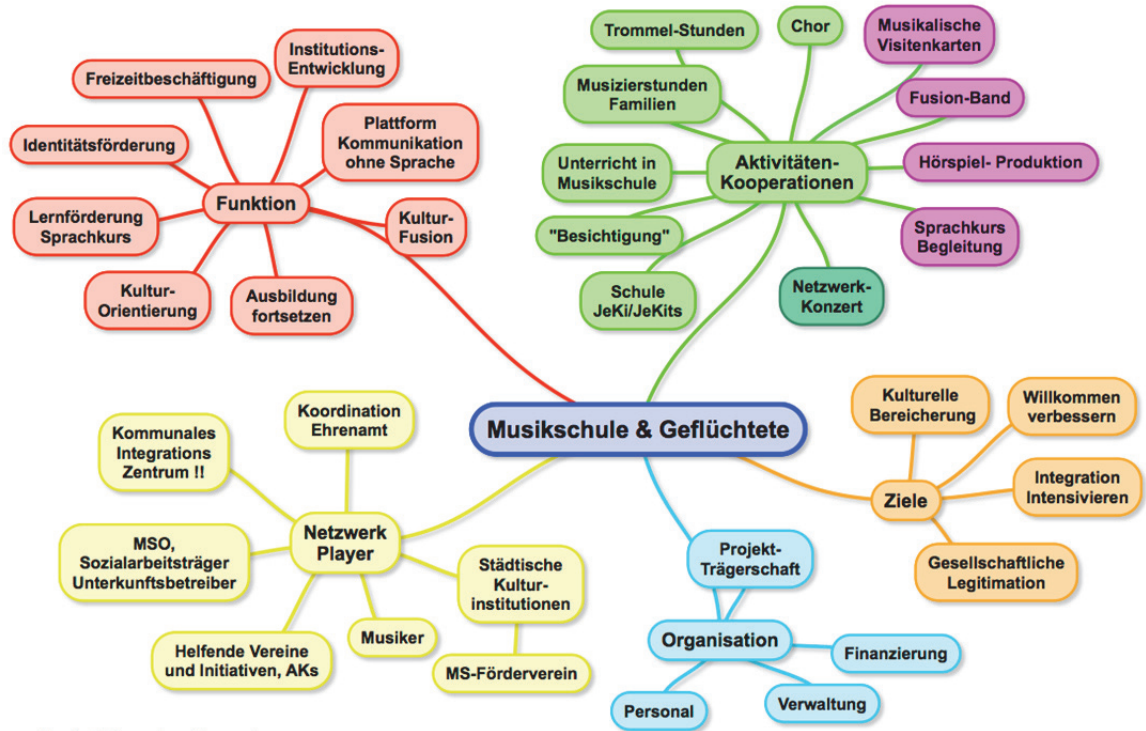 Institutions-
Entwicklung
Freizeitbeschäftigung
Identitätsförderung
Plattform
Kommunikation
ohne Sprache
Funktion
Lernförderung
Sprachkurs
Kultur-
Fusion
Kultur-
Orientierung
Ausbildung
fortsetzen
Trommel-Stunden
Chor
Musikalische
Visitenkarten
Musizierstunden
Familien
Fusion-Band
Unterricht in
Musikschule
Aktivitäten-
Kooperationen
Hörspiel- Produktion
"Besichtigung"
Sprachkurs
Begleitung
Schule
JeKi/JeKits
Netzwerk-
Konzert
Musikschule & Geflüchtete
Koordination
Ehrenamt
Kommunales
Integrations
Zentrum !!
Netzwerk
Player
MSO,
Sozialarbeitsträger
Unterkunftsbetreiber
Städtische
Kultur-
institutionen
Helfende Vereine
und Initiativen, AKs
Musiker
MS-Förderverein
Kulturelle
Bereicherung
Willkommen
verbessern
Ziele
Integration
Intensivieren
Gesellschaftliche
Legitimation
Projekt-
Trägerschaft
Organisation
Finanzierung
Personal
Verwaltung